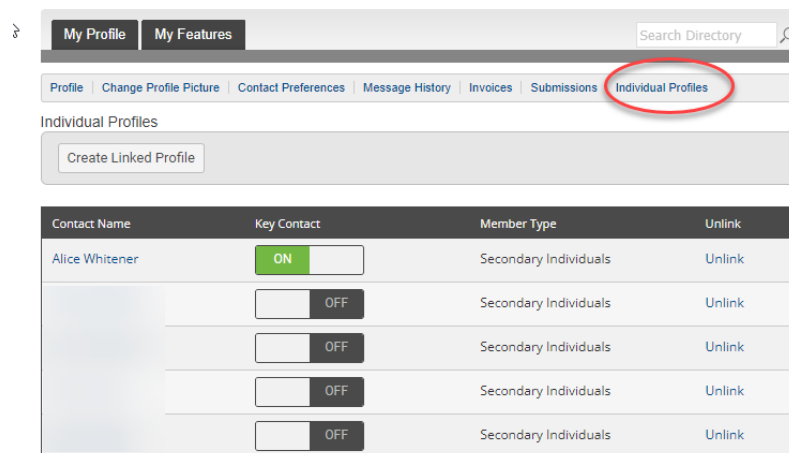 My Profile My Features Search Directory
Profile Change Profile Picture Contact Preferences Message History Invoices Submissions Individual Profiles
Individual Profiles
Create Linked Profile
Contact Name Key Contact Member Type Unlink
Alice Whitener ON Secondary Individuals Unlink
OFF Secondary Individuals Unlink
OFF Secondary Individuals Unlink
OFF Secondary Individuals Unlink
OFF Secondary Individuals Unlink